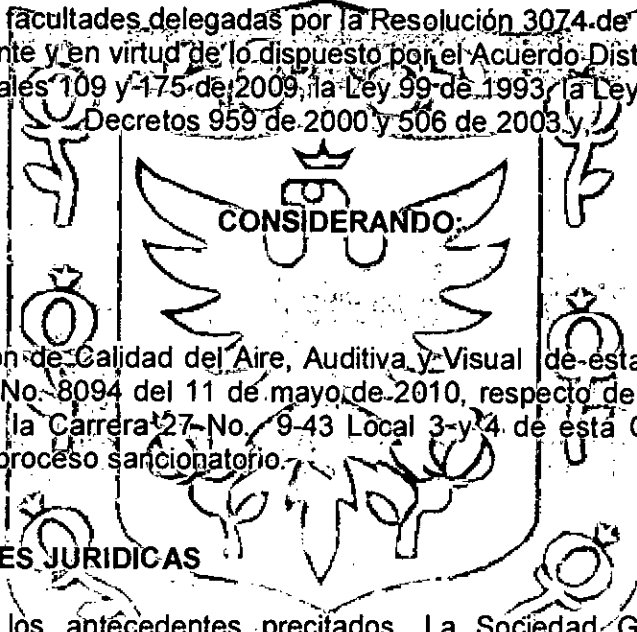 facultades delegadas por la Resolución 3074 de
nte y en virtud de lo dispuesto por el Acuerdo Dist
ales 109 y 175 de 2009, la Ley 99 de 1993, la Ley
Decretos 959 de 2000 y 506 de 2003 y,
CONSIDERANDO:
ón de Calidad del Aire, Auditiva y Visual de esta
No. 8094 del 11 de mayo de 2010, respecto de
la Carrera 27 No. 9-43 Local 3 y 4 de está C
proceso sancionatorio.
ES JURIDICAS
los antecedentes precitados, La Sociedad G